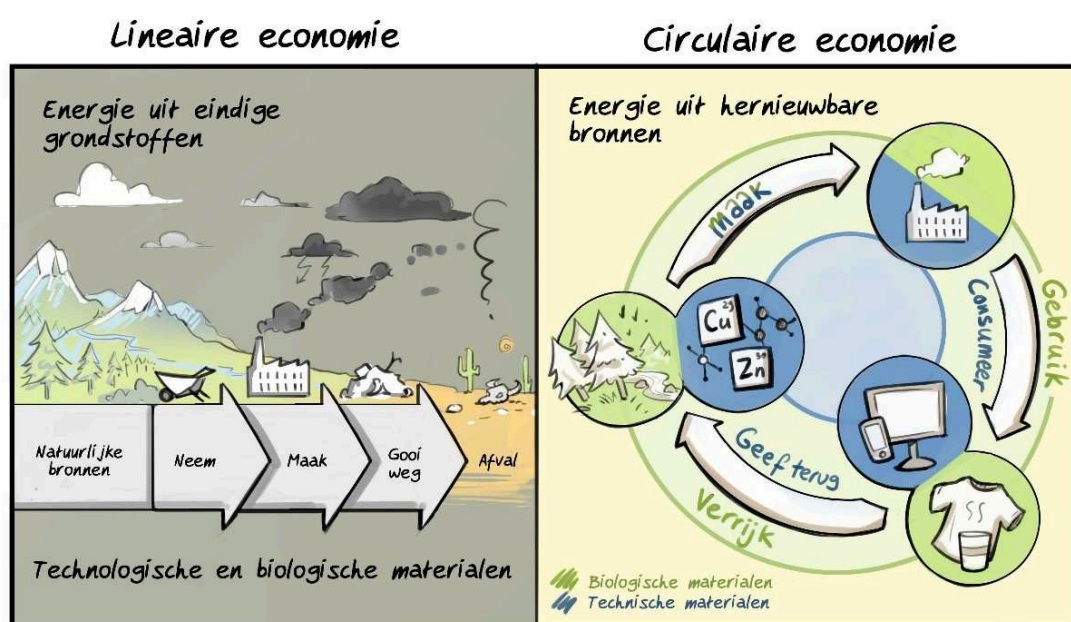 Lineaire economie
Energie uit eindige
grondstoffen
Natuurlijke
bronnen
Neem
Maak
Gooi
weg
Afval
Technologische en biologische materialen
Circulaire economie
Energie uit hernieuwbare
bronnen
Maak
Gebruik
Consumeer
Cu
Zn
Geef terug
Verrijk
Biologische materialen
Technische materialen